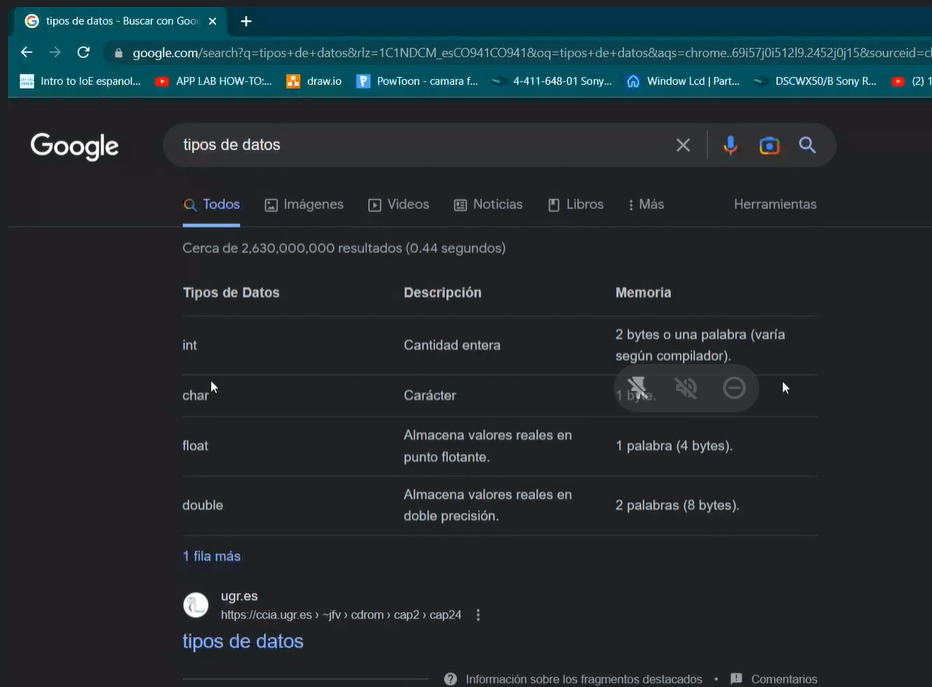 tipos de datos - Buscar con Goog
google.com/search?q=tipos+de+datos&rlz=1C1NDCM_esCO941CO941&oq=tipos+de+datos&aqs=chrome..69i57j0i512l9.2452j0j15&sourceid=c
Intro to IoE espanol... APP LAB HOW-TO:... draw.io PowToon - camara f... 4-411-648-01 Sony... Window Lcd | Part... DSCWX50/B Sony R... (2) 1
Google
tipos de datos
Todos Imágenes Videos Noticias Libros Más Herramientas
Cerca de 2,630,000,000 resultados (0.44 segundos)
Tipos de Datos Descripción Memoria
int Cantidad entera 2 bytes o una palabra (varía
según compilador).
char Carácter 1 byte.
float Almacena valores reales en
punto flotante. 1 palabra (4 bytes).
double Almacena valores reales en
doble precisión. 2 palabras (8 bytes).
1 fila más
ugr.es
https://ccia.ugr.es › ~jfv › cdrom › cap2 › cap24
tipos de datos
Información sobre los fragmentos destacados • Comentarios